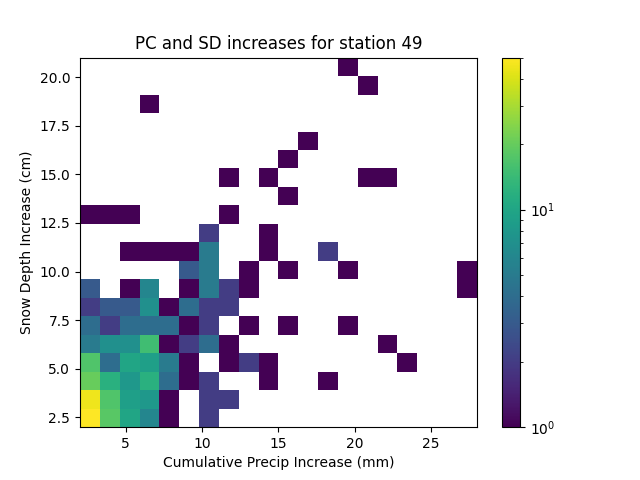 PC and SD increases for station 49
20.0
17.5
15.0
12.5
10.0
7.5
5.0
2.5
Snow Depth Increase (cm)
5 10 15 20 25
Cumulative Precip Increase (mm)
10¹
10⁰